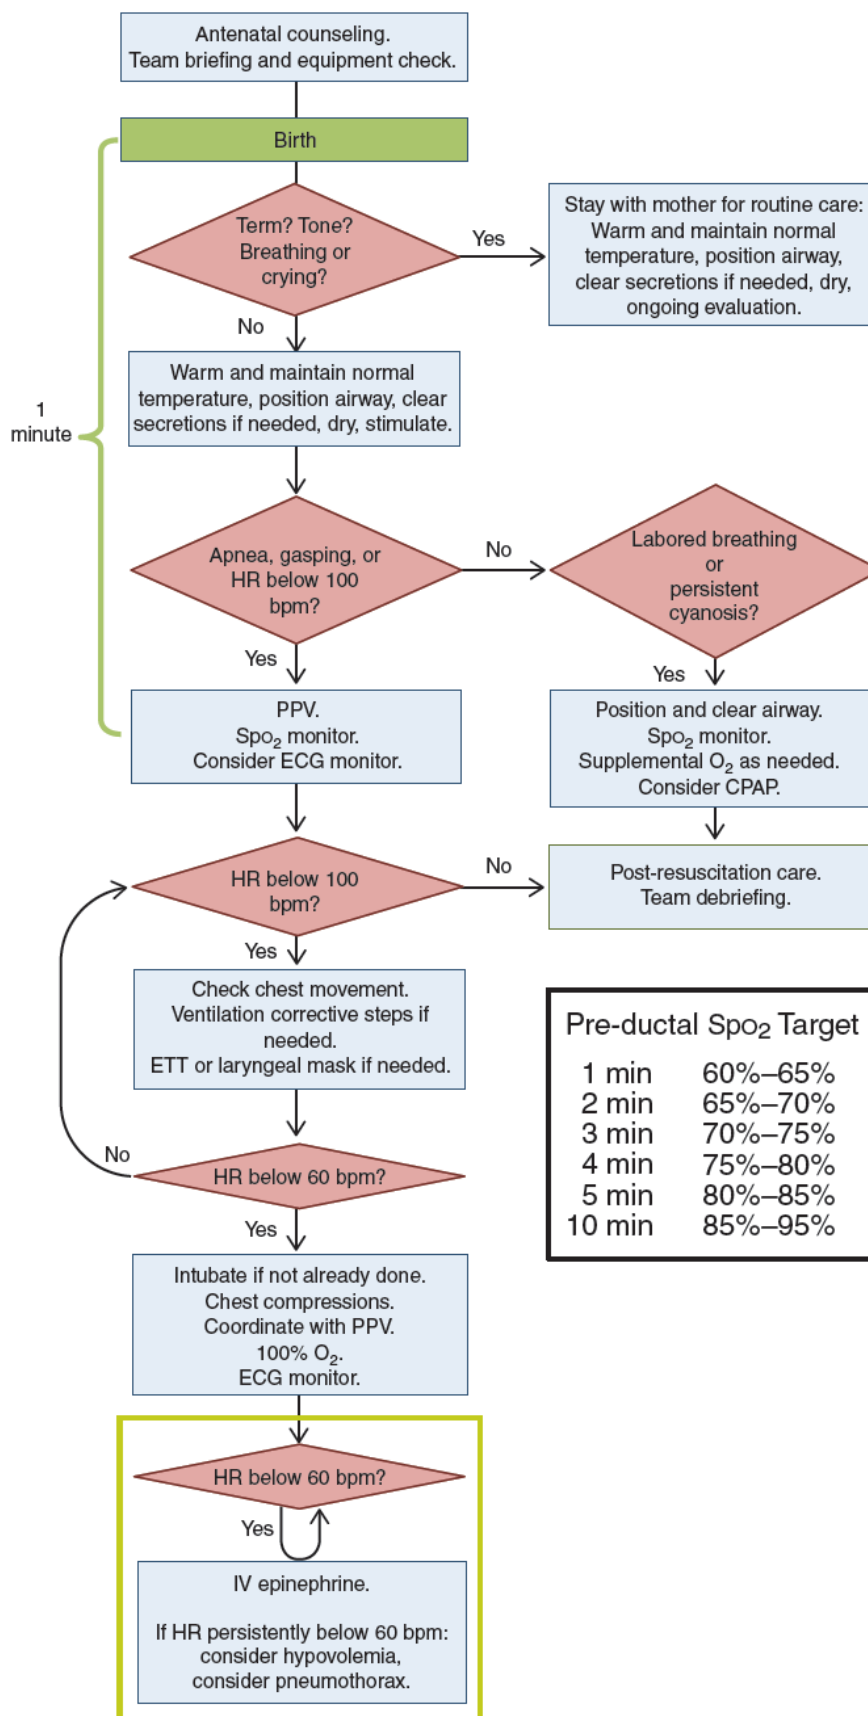 Antenatal counseling.
Team briefing and equipment check.
Birth
Term? Tone?
Breathing or
crying?
Yes
Stay with mother for routine care:
Warm and maintain normal
temperature, position airway,
clear secretions if needed, dry,
ongoing evaluation.
No
1
minute
Warm and maintain normal
temperature, position airway, clear
secretions if needed, dry, stimulate.
Apnea, gasping, or
HR below 100
bpm?
No
Labored breathing
or
persistent
cyanosis?
Yes
Yes
PPV.
SpO₂ monitor.
Consider ECG monitor.
Position and clear airway.
SpO₂ monitor.
Supplemental O₂ as needed.
Consider CPAP.
HR below 100
bpm?
No
Post-resuscitation care.
Team debriefing.
Yes
Check chest movement.
Ventilation corrective steps if
needed.
ETT or laryngeal mask if needed.
Pre-ductal SpO₂ Target
1 min 60%–65%
2 min 65%–70%
3 min 70%–75%
4 min 75%–80%
5 min 80%–85%
10 min 85%–95%
No
HR below 60 bpm?
Yes
Intubate if not already done.
Chest compressions.
Coordinate with PPV.
100% O₂.
ECG monitor.
HR below 60 bpm?
Yes
IV epinephrine.
If HR persistently below 60 bpm:
consider hypovolemia,
consider pneumothorax.